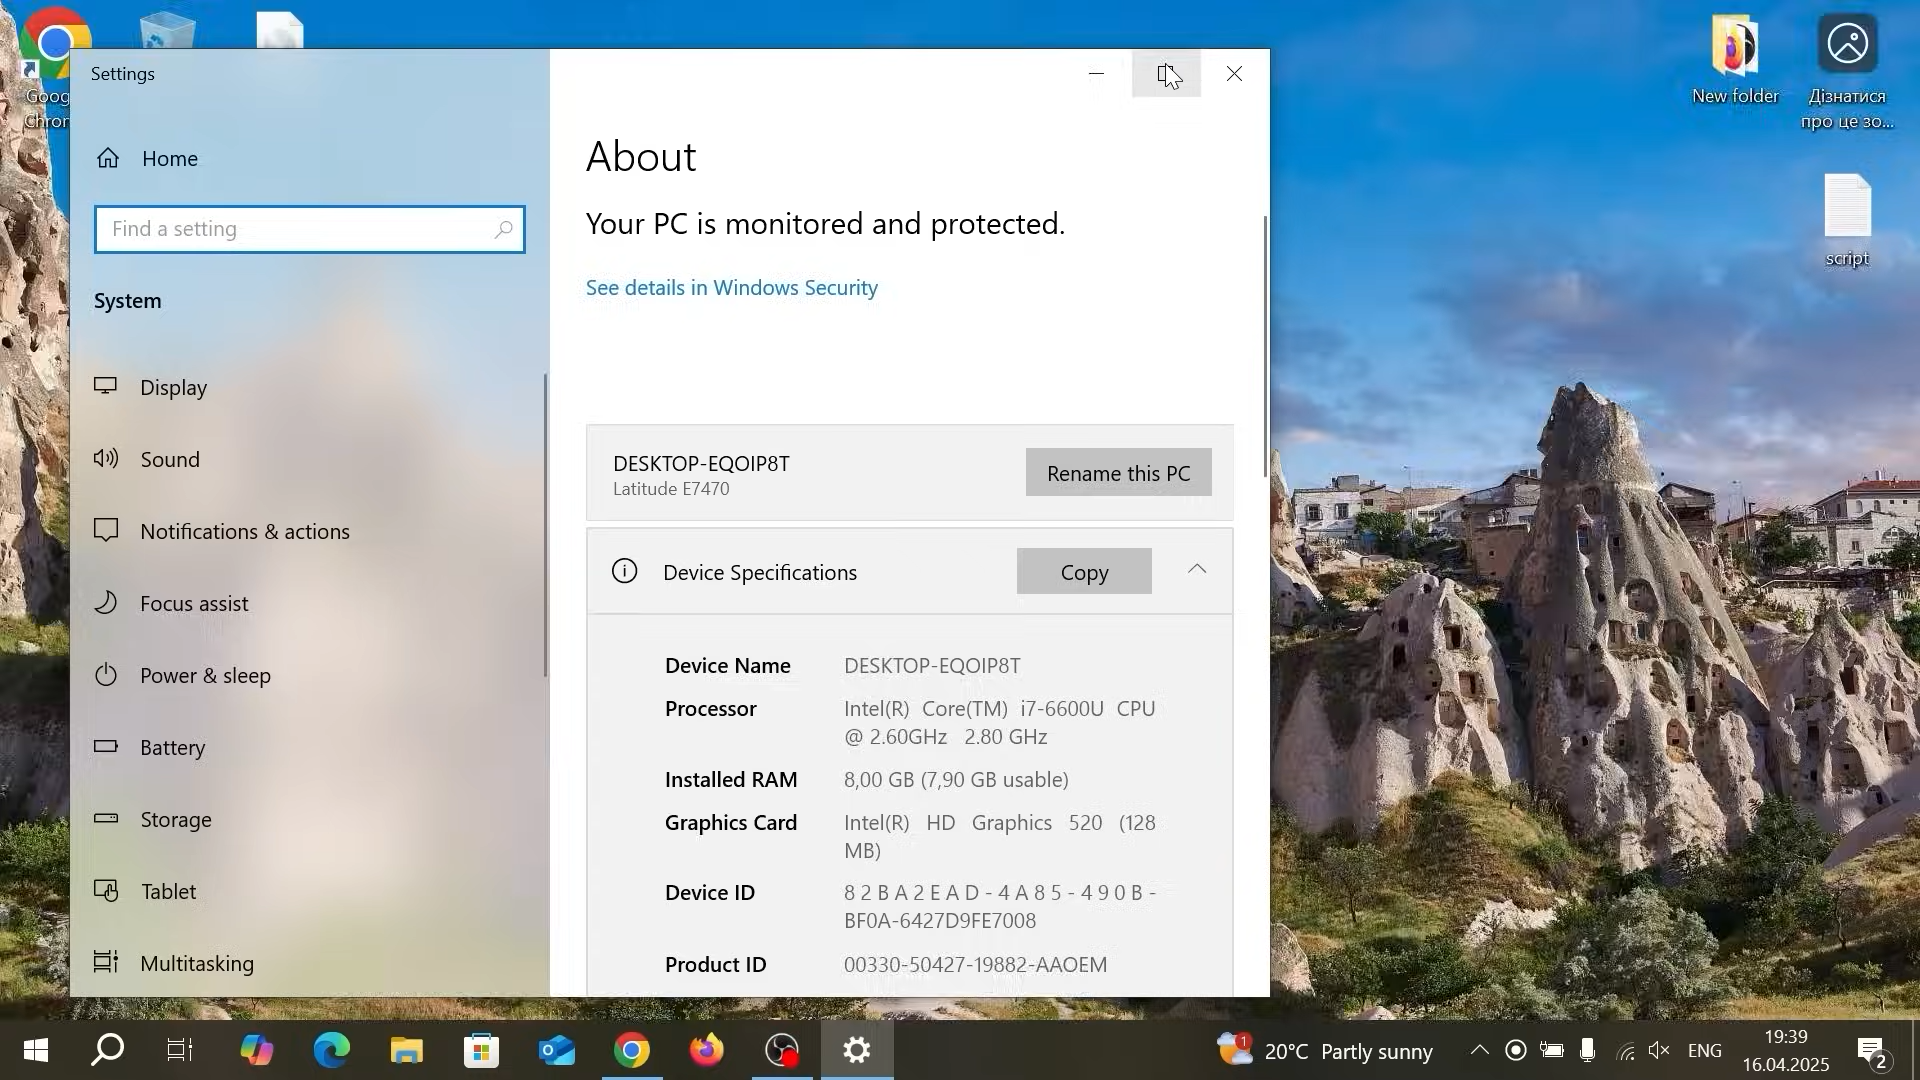 Settings
Home
Find a setting
System
Display
Sound
Notifications & actions
Focus assist
Power & sleep
Battery
Storage
Tablet
Multitasking
About
Your PC is monitored and protected.
See details in Windows Security
DESKTOP-EQOIP8T
Latitude E7470
Rename this PC
Device Specifications
Copy
Device Name DESKTOP-EQOIP8T
Processor Intel(R) Core(TM) i7-6600U CPU
@ 2.60GHz 2.80 GHz
Installed RAM 8,00 GB (7,90 GB usable)
Graphics Card Intel(R) HD Graphics 520 (128
MB)
Device ID 82BA2EAD-4A85-490B-
BF0A-6427D9FE7008
Product ID 00330-50427-19882-AAOEM
Goog
Chron
New folder
Дізнатися
про це зо...
script
1
20°C Partly sunny
ENG
19:39
16.04.2025
2